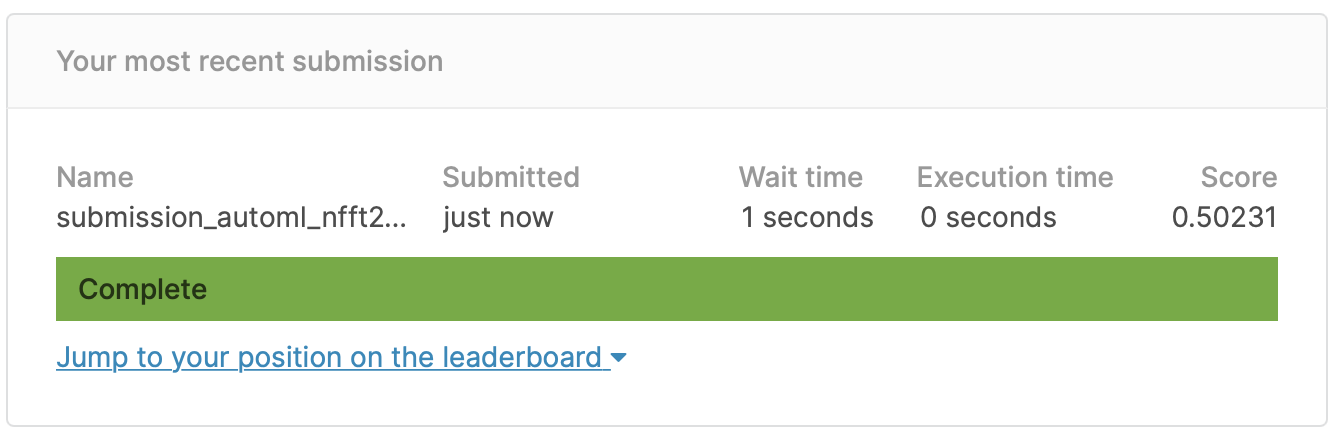 Your most recent submission
Name Submitted Wait time Execution time Score
submission_automl_nfft2... just now 1 seconds 0 seconds 0.50231
Complete
Jump to your position on the leaderboard